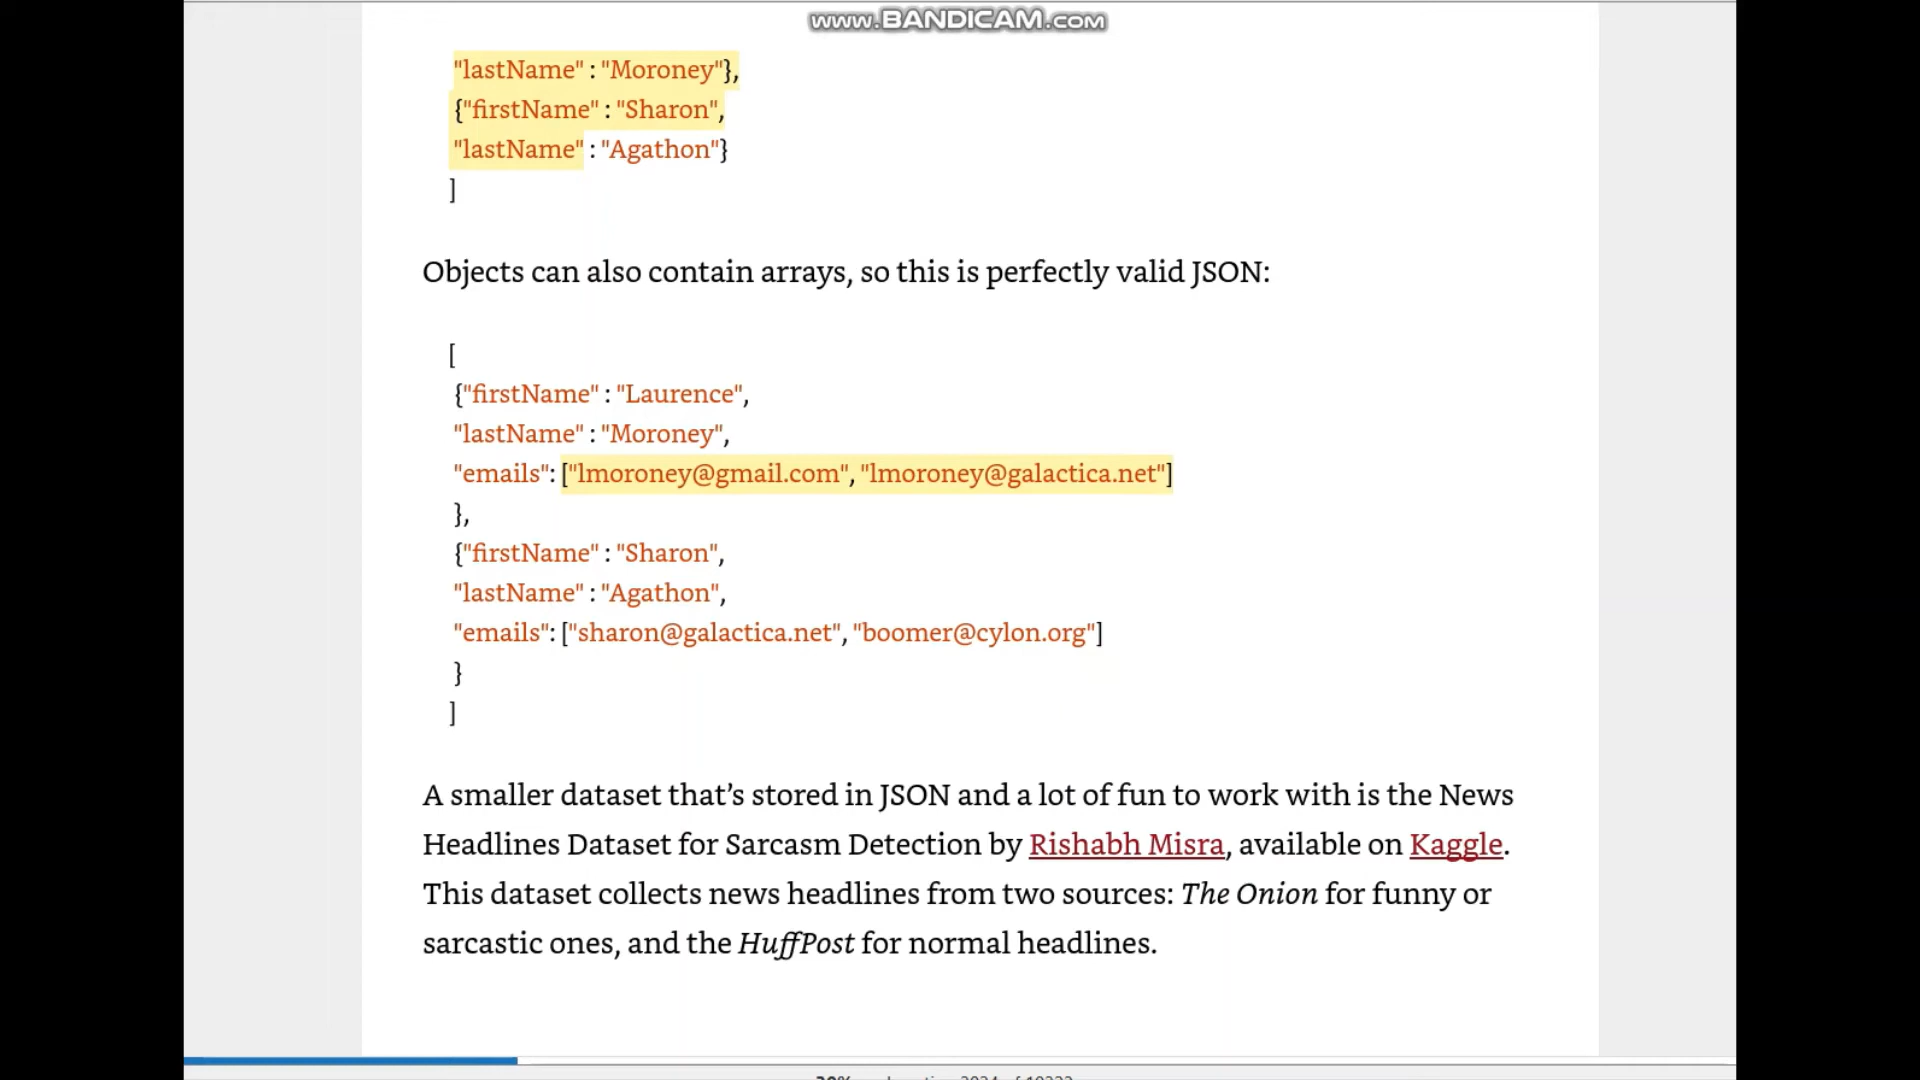 www.BANDICAM.com
"lastName" : "Moroney"},
{"firstName" : "Sharon",
"lastName" : "Agathon"}
]
Objects can also contain arrays, so this is perfectly valid JSON:
[
{"firstName" : "Laurence",
"lastName" : "Moroney",
"emails": ["lmoroney@gmail.com", "lmoroney@galactica.net"]
},
{"firstName" : "Sharon",
"lastName" : "Agathon",
"emails": ["sharon@galactica.net", "boomer@cylon.org"]
}
]
A smaller dataset that's stored in JSON and a lot of fun to work with is the News
Headlines Dataset for Sarcasm Detection by Rishabh Misra, available on Kaggle.
This dataset collects news headlines from two sources: The Onion for funny or
sarcastic ones, and the HuffPost for normal headlines.